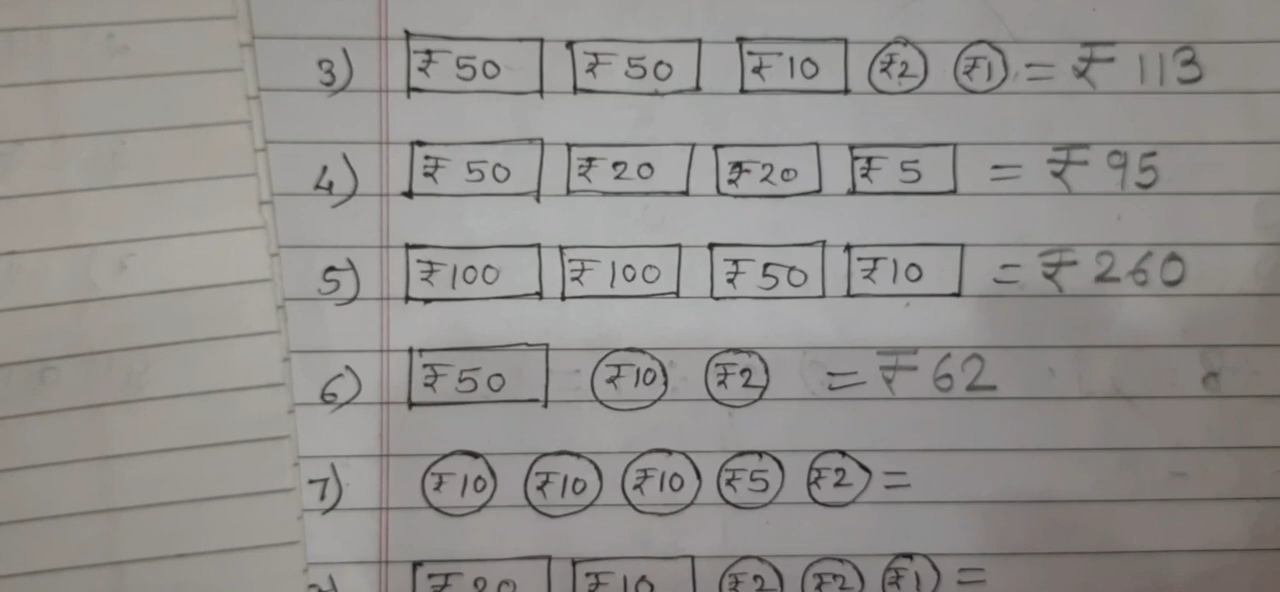 3) ₹50 ₹50 ₹10 ₹2 ₹1 = ₹113
4) ₹50 ₹20 ₹20 ₹5 = ₹95
5) ₹100 ₹100 ₹50 ₹10 = ₹260
6) ₹50 ₹10 ₹2 = ₹62
7) ₹10 ₹10 ₹10 ₹5 ₹2 =
₹20 ₹10 ₹2 ₹2 ₹1 =